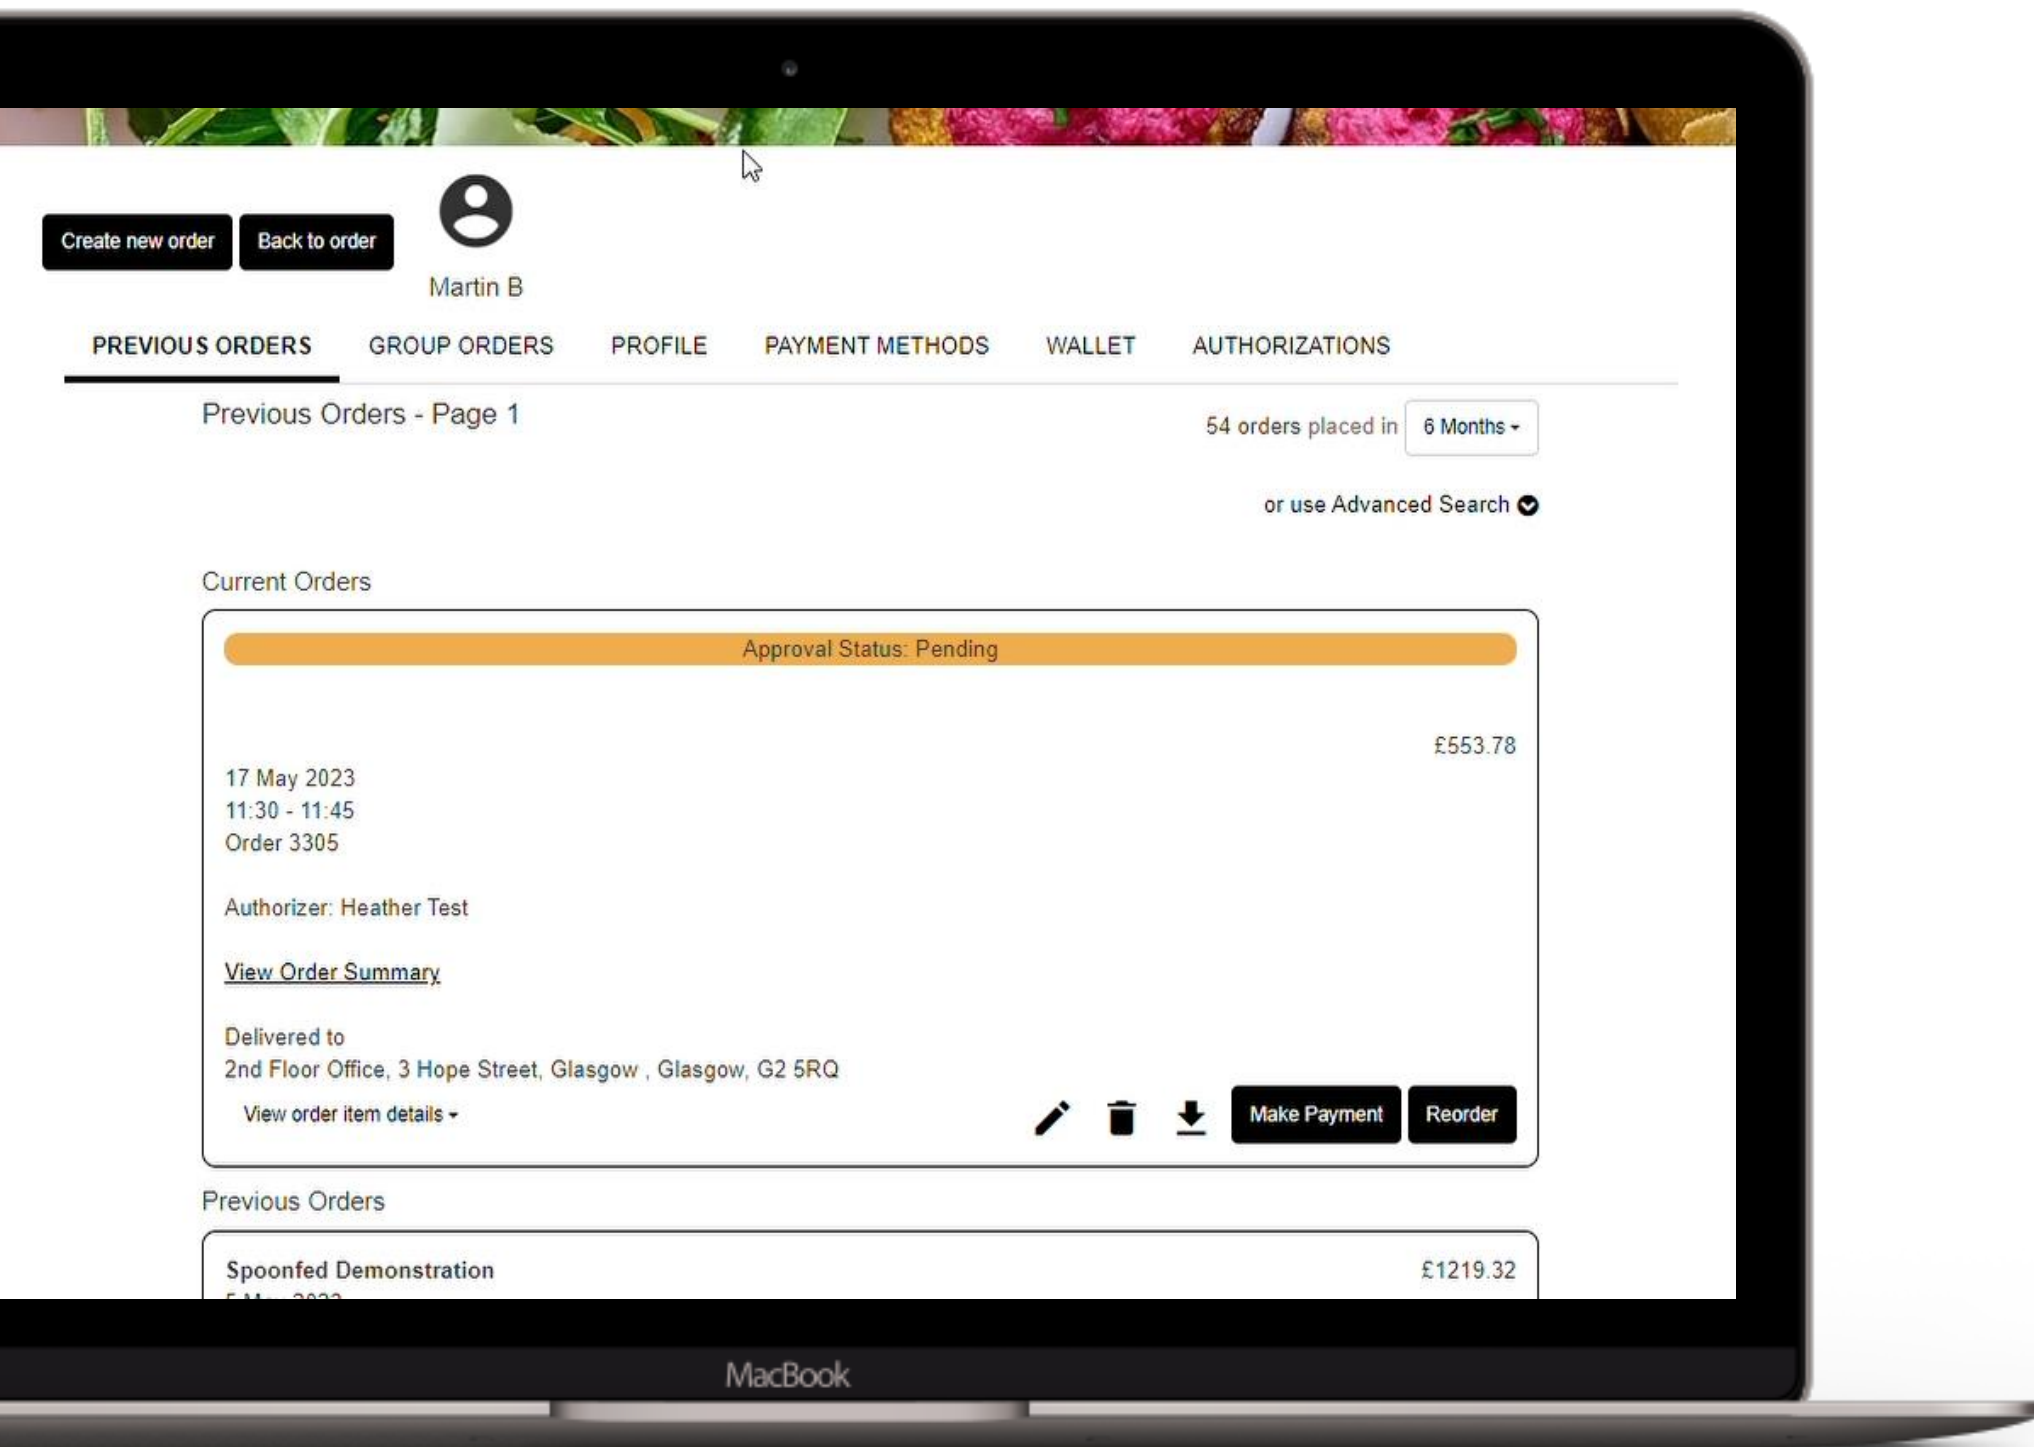 Create new order Back to order
Martin B
PREVIOUS ORDERS GROUP ORDERS PROFILE PAYMENT METHODS WALLET AUTHORIZATIONS
Previous Orders - Page 1
54 orders placed in 6 Months
or use Advanced Search
Current Orders
Approval Status: Pending
£553.78
17 May 2023
11:30 - 11:45
Order 3305
Authorizer: Heather Test
View Order Summary
Delivered to
2nd Floor Office, 3 Hope Street, Glasgow , Glasgow, G2 5RQ
View order item details
Make Payment Reorder
Previous Orders
Spoonfed Demonstration £1219.32
5 May 2023
MacBook